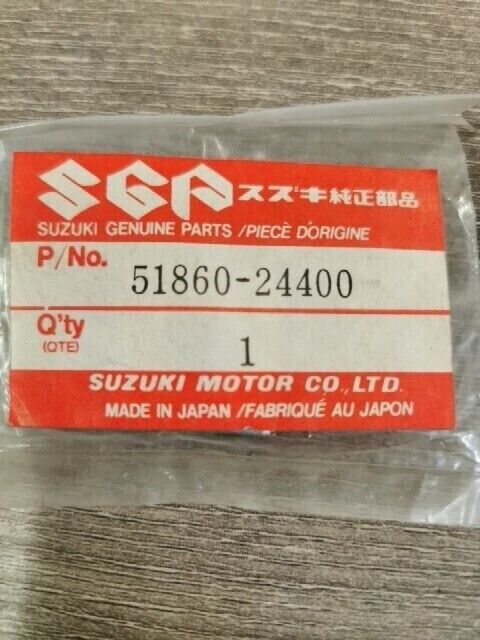 SGP スズキ純正部品
SUZUKI GENUINE PARTS /PIECÈ D'ORIGINE
P/No.
51860-24400
Q'ty
(QTE)
1
SUZUKI MOTOR CO.,LTD.
MADE IN JAPAN /FABRIQUÉ AU JAPON